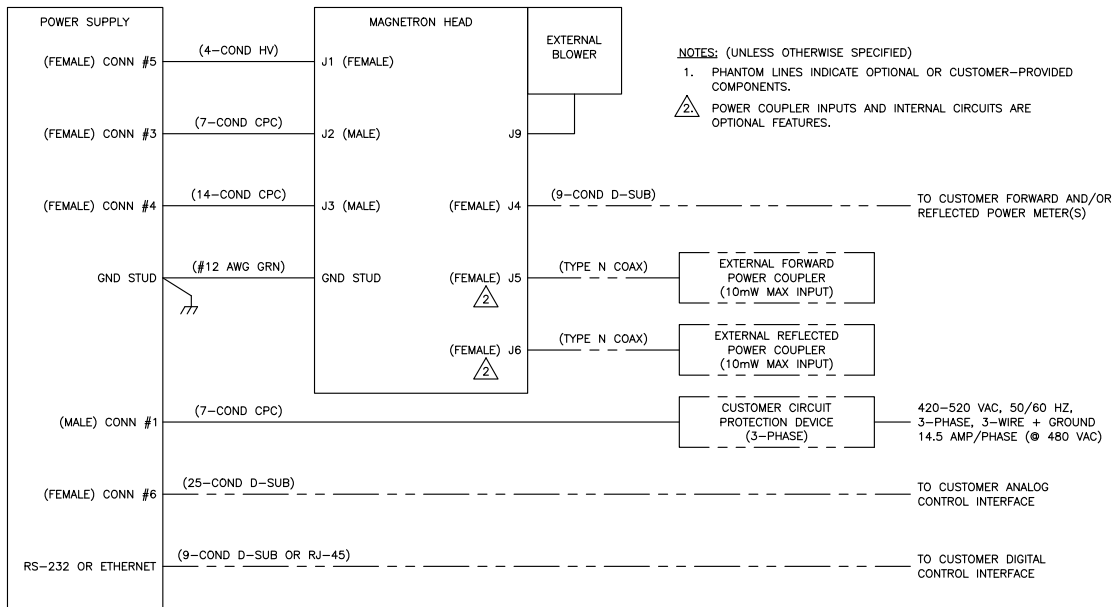 POWER SUPPLY
MAGNETRON HEAD
EXTERNAL
BLOWER
NOTES: (UNLESS OTHERWISE SPECIFIED)
1. PHANTOM LINES INDICATE OPTIONAL OR CUSTOMER-PROVIDED
COMPONENTS.
2. POWER COUPLER INPUTS AND INTERNAL CIRCUITS ARE
OPTIONAL FEATURES.
(FEMALE) CONN #5
(4-COND HV)
J1 (FEMALE)
(FEMALE) CONN #3
(7-COND CPC)
J2 (MALE)
J9
(FEMALE) CONN #4
(14-COND CPC)
J3 (MALE)
(FEMALE) J4
(9-COND D-SUB)
TO CUSTOMER FORWARD AND/OR
REFLECTED POWER METER(S)
GND STUD
(#12 AWG GRN)
GND STUD
(FEMALE) J5
2
(TYPE N COAX)
EXTERNAL FORWARD
POWER COUPLER
(10mW MAX INPUT)
(FEMALE) J6
2
(TYPE N COAX)
EXTERNAL REFLECTED
POWER COUPLER
(10mW MAX INPUT)
(MALE) CONN #1
(7-COND CPC)
CUSTOMER CIRCUIT
PROTECTION DEVICE
(3-PHASE)
420-520 VAC, 50/60 HZ,
3-PHASE, 3-WIRE + GROUND
14.5 AMP/PHASE (@ 480 VAC)
(FEMALE) CONN #6
(25-COND D-SUB)
TO CUSTOMER ANALOG
CONTROL INTERFACE
RS-232 OR ETHERNET
(9-COND D-SUB OR RJ-45)
TO CUSTOMER DIGITAL
CONTROL INTERFACE